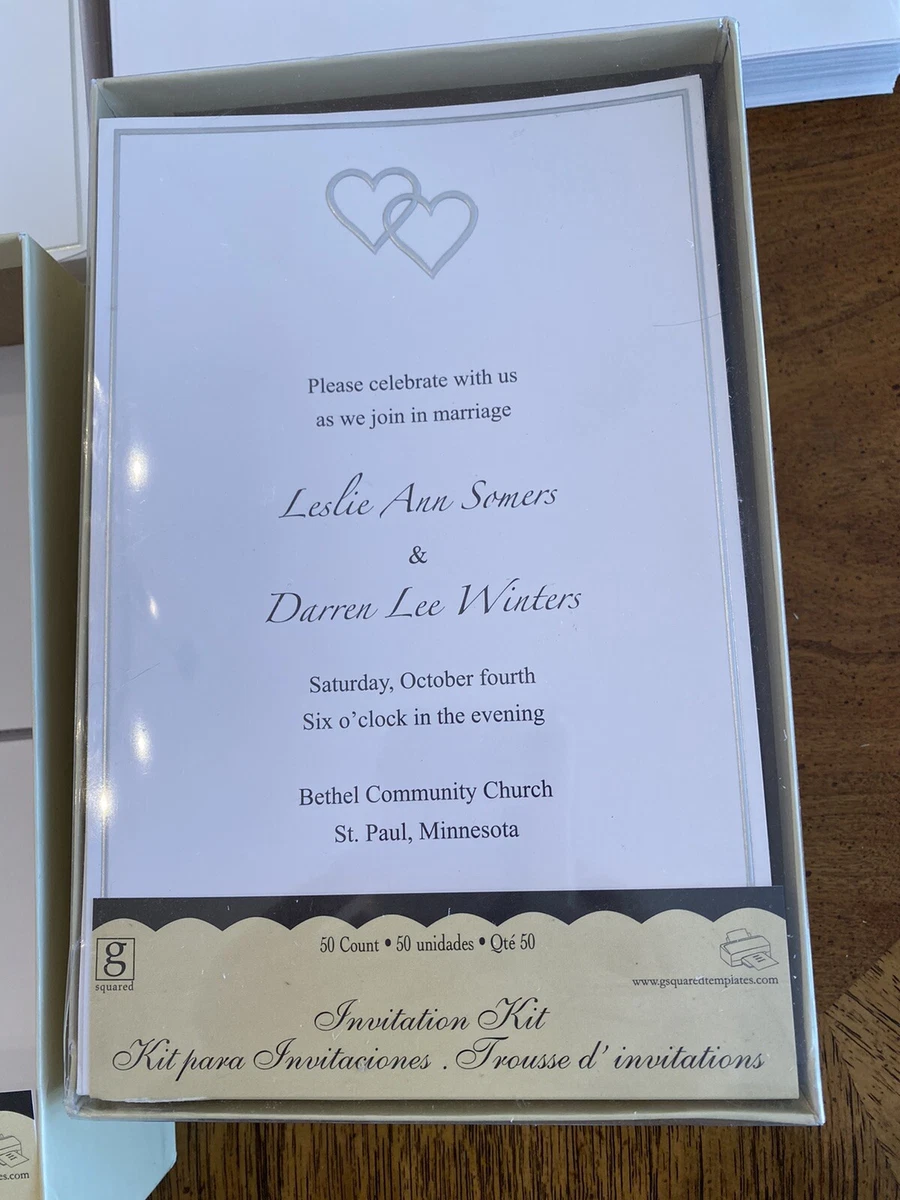 Please celebrate with us
as we join in marriage
Leslie Ann Somers
&
Darren Lee Winters
Saturday, October fourth
Six o’clock in the evening
Bethel Community Church
St. Paul, Minnesota
g
squared
50 Count • 50 unidades • Qté 50
www.gsquaredtemplates.com
Invitation Kit
Kit para Invitaciones . Trousse d’ invitations
es.com